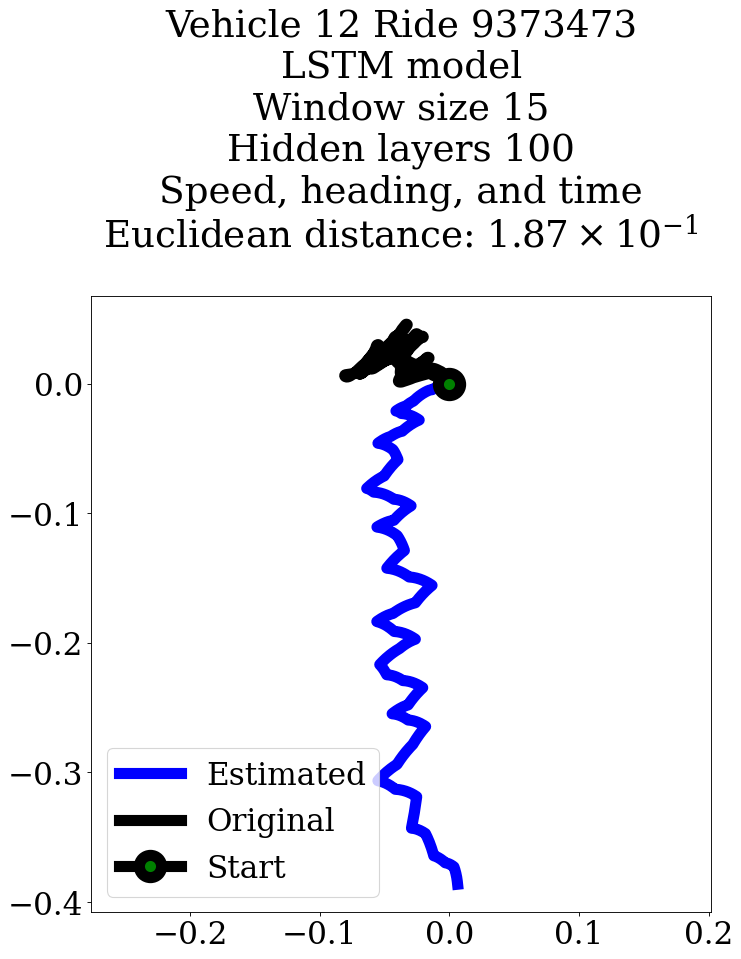 Vehicle 12 Ride 9373473
LSTM model
Window size 15
Hidden layers 100
Speed, heading, and time
Euclidean distance: 1.87 × 10⁻¹
0.0
−0.1
−0.2
−0.3
−0.4
Estimated
Original
Start
−0.2 −0.1 0.0 0.1 0.2